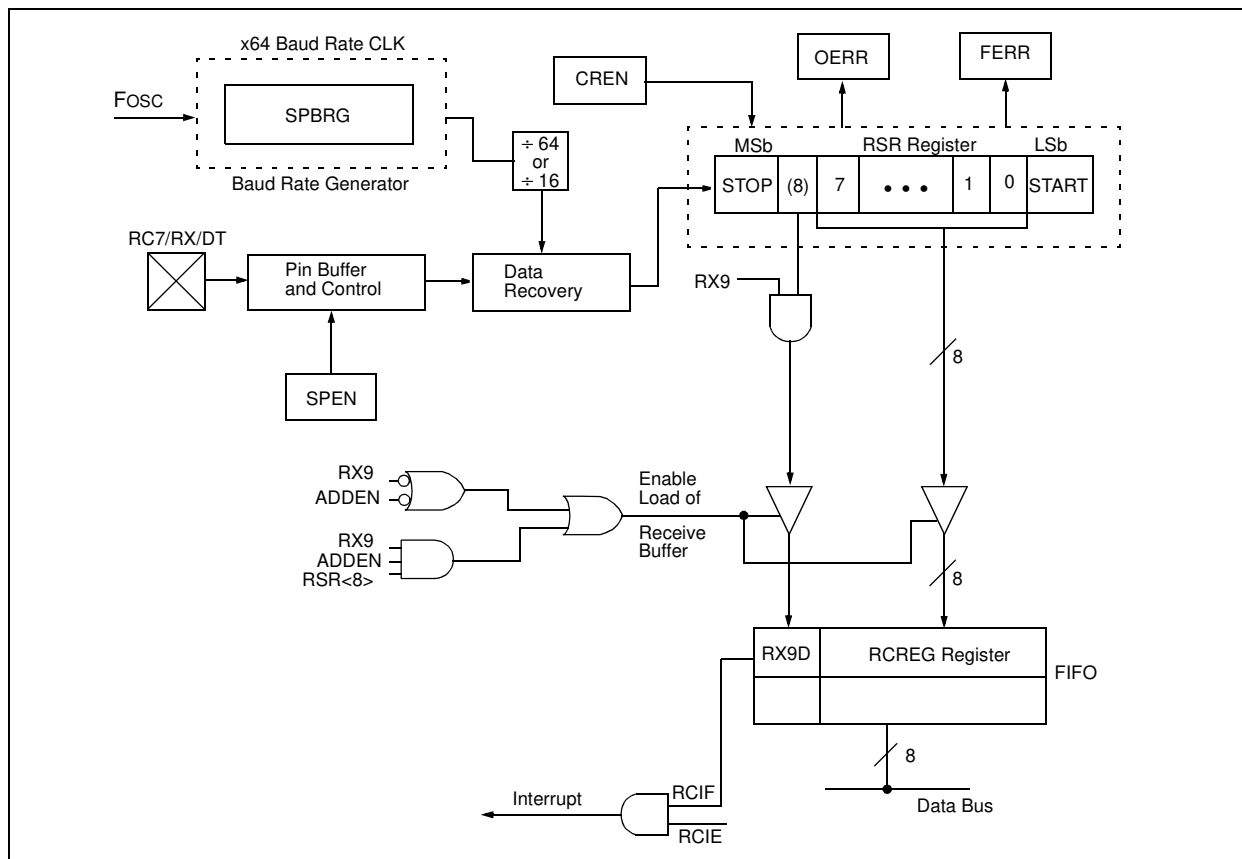 x64 Baud Rate CLK
FOSC
SPBRG
Baud Rate Generator
÷ 64
or
÷ 16
CREN
OERR
FERR
MSb
RSR Register
LSb
STOP
(8)
7
• • •
1
0
START
RC7/RX/DT
Pin Buffer
and Control
Data
Recovery
SPEN
RX9
8
RX9
ADDEN
RX9
ADDEN
RSR<8>
Enable
Load of
Receive
Buffer
8
RX9D
RCREG Register
FIFO
8
Data Bus
Interrupt
RCIF
RCIE